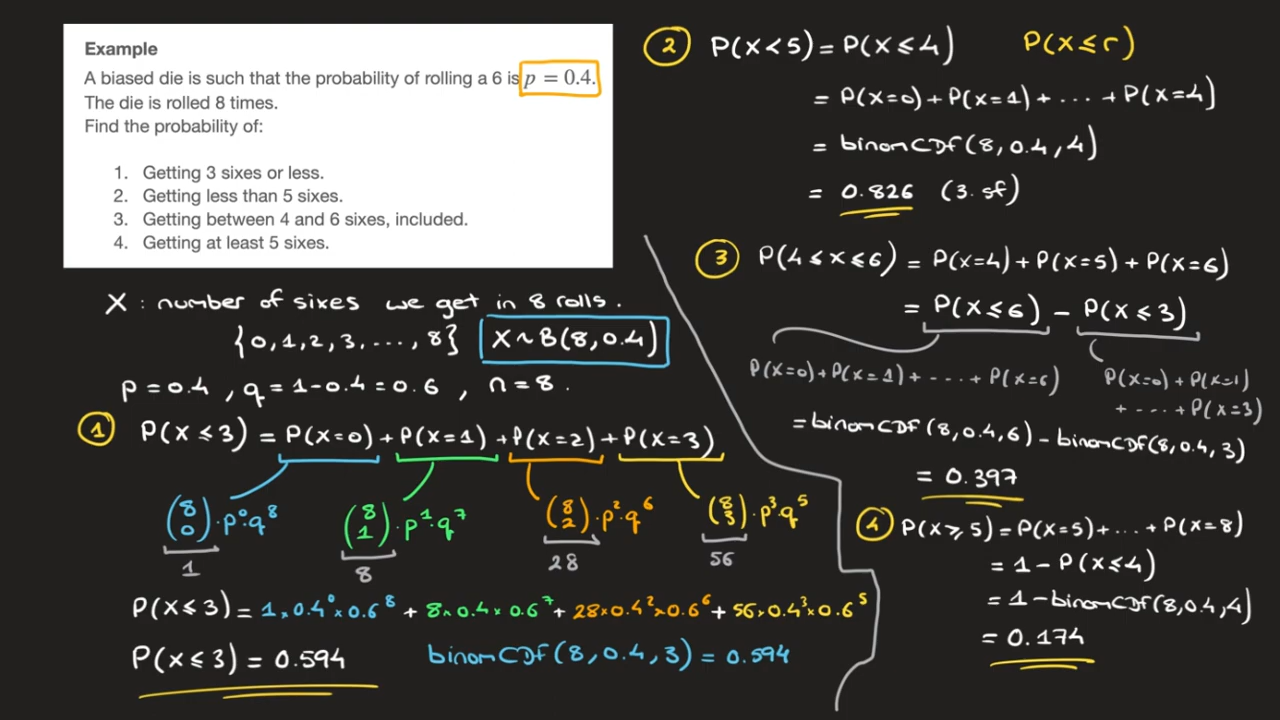 Example
A biased die is such that the probability of rolling a 6 is p = 0.4.
The die is rolled 8 times.
Find the probability of:
1. Getting 3 sixes or less.
2. Getting less than 5 sixes.
3. Getting between 4 and 6 sixes, included.
4. Getting at least 5 sixes.
X : number of sixes we get in 8 rolls.
{0,1,2,3,...,8} X ~ B(8,0.4)
p = 0.4 , q = 1-0.4 = 0.6 , n = 8 .
① P(X ≤ 3) = P(X=0) + P(X=1) + P(X=2) + P(X=3)
(8 0)·p⁰·q⁸ (8 1)·p¹·q⁷ (8 2)·p²·q⁶ (8 3)·p³·q⁵
1 8 28 56
P(X ≤ 3) = 1×0.4⁰×0.6⁸ + 8×0.4×0.6⁷ + 28×0.4²×0.6⁶ + 56×0.4³×0.6⁵
P(X ≤ 3) = 0.594 binomCDF(8,0.4,3) = 0.594
② P(X < 5) = P(X ≤ 4) P(X ≤ r)
= P(X=0) + P(X=1) + ... + P(X=4)
= binomCDF(8,0.4,4)
= 0.826 (3.sf)
③ P(4 ≤ X ≤ 6) = P(X=4) + P(X=5) + P(X=6)
= P(X ≤ 6) - P(X ≤ 3)
P(X=0) + P(X=1) + ... + P(X=6) P(X=0) + P(X=1)
+ ... + P(X=3)
= binomCDF(8,0.4,6) - binomCDF(8,0.4,3)
= 0.397
④ P(X ≥ 5) = P(X=5) + ... + P(X=8)
= 1 - P(X ≤ 4)
= 1 - binomCDF(8,0.4,4)
= 0.174